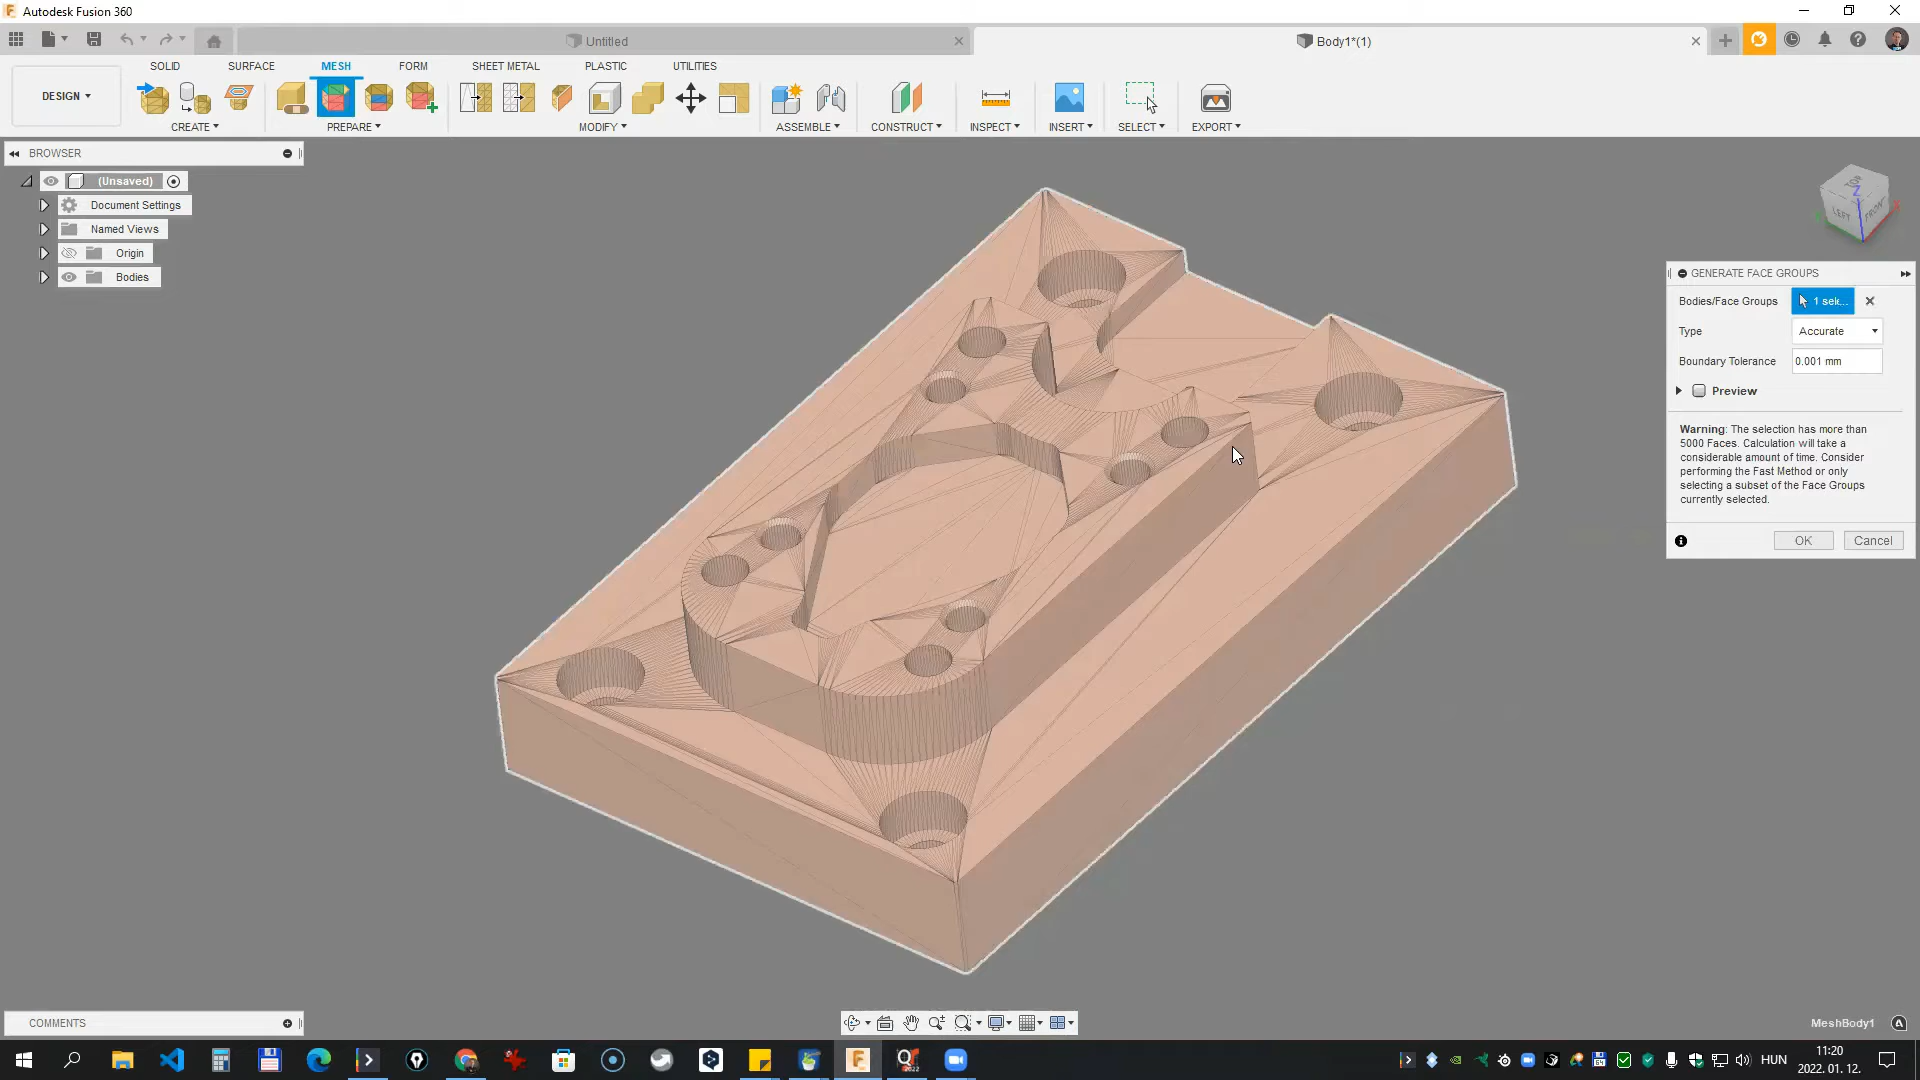 Autodesk Fusion 360
Untitled
Body1*(1)
SOLID
SURFACE
MESH
FORM
SHEET METAL
PLASTIC
UTILITIES
DESIGN
CREATE
PREPARE
MODIFY
ASSEMBLE
CONSTRUCT
INSPECT
INSERT
SELECT
EXPORT
BROWSER
(Unsaved)
Document Settings
Named Views
Origin
Bodies
TOP
LEFT
FRONT
Z
X
GENERATE FACE GROUPS
Bodies/Face Groups
1 sele...
Type
Accurate
Boundary Tolerance
0.001 mm
Preview
Warning: The selection has more than
5000 Faces. Calculation will take a
considerable amount of time. Consider
performing the Fast Method or only
selecting a subset of the Face Groups
currently selected.
OK
Cancel
COMMENTS
MeshBody1
HUN
11:20
2022. 01. 12.